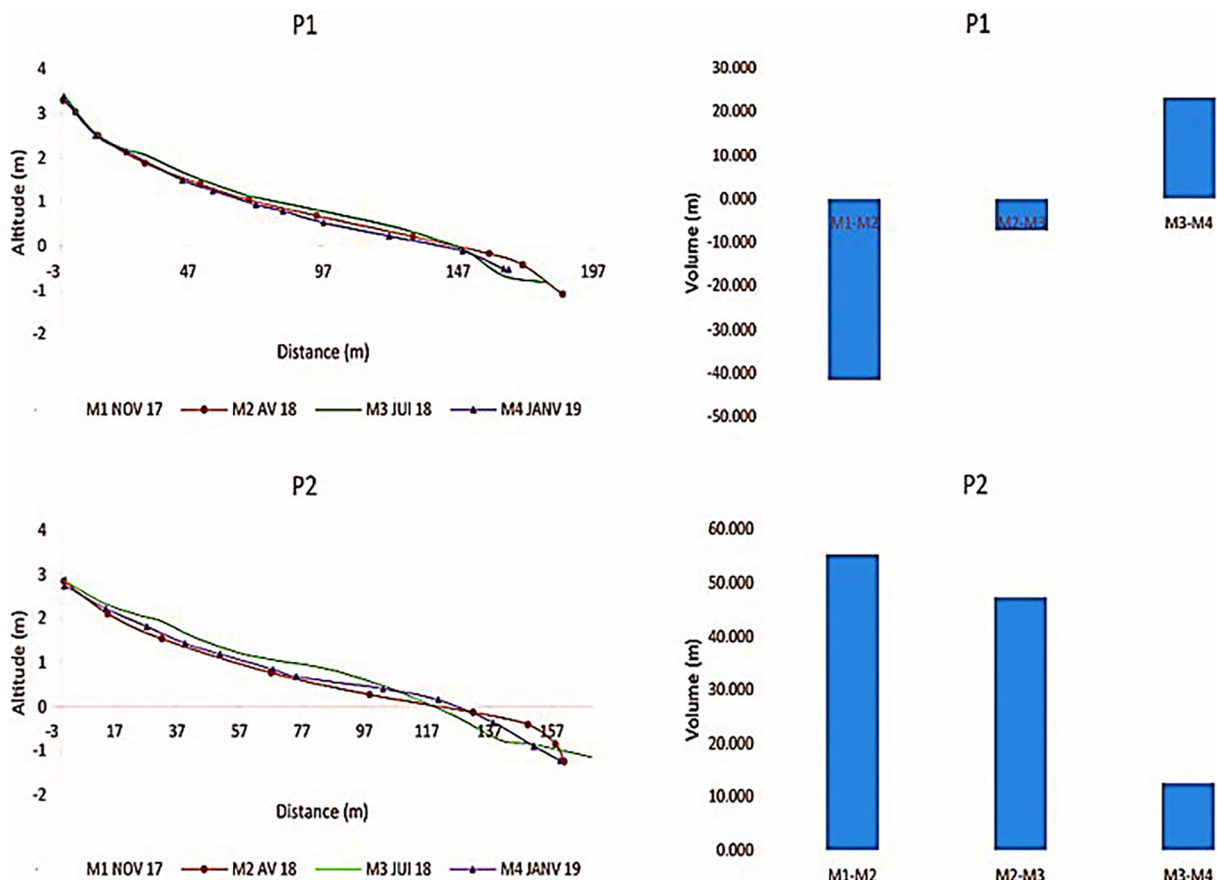 P1
4
3
2
1
0
-1
-2
Altitude (m)
-3 47 97 147 197
Distance (m)
M1 NOV 17 M2 AV 18 M3 JUI 18 M4 JANV 19
P1
30.000
20.000
10.000
0.000
-10.000
-20.000
-30.000
-40.000
-50.000
Volume (m)
M1-M2 M2-M3 M3-M4
P2
4
3
2
1
0
-1
-2
Altitude (m)
-3 17 37 57 77 97 117 137 157
Distance (m)
M1 NOV 17 M2 AV 18 M3 JUI 18 M4 JANV 19
P2
60.000
50.000
40.000
30.000
20.000
10.000
0.000
Volume (m)
M1-M2 M2-M3 M3-M4